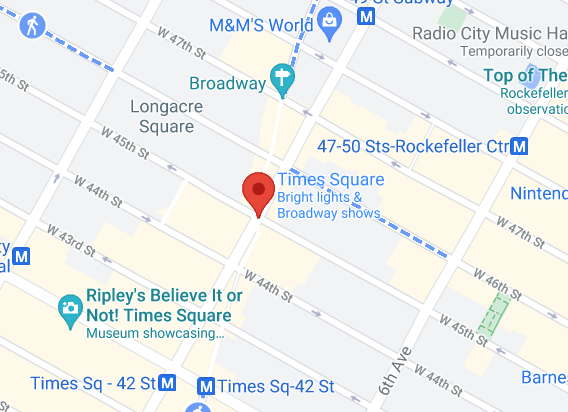 49 St Subway
M
M&M'S World
Radio City Music Ha
Temporarily close
W 47th St
Top of The
Rockefeller
observatio
Broadway
Longacre
Square
45th St
W 45th St
47-50 Sts-Rockefeller Ctr
M
Times Square
Bright lights &
Broadway shows
Nintend
W 44th St
W 47th St
W 43rd St
M
W 44th St
W 46th St
Ripley's Believe It or
Not! Times Square
Museum showcasing...
W 45th St
6th Ave
W 44th St
Times Sq - 42 St
M
M
Times Sq-42 St
Barne